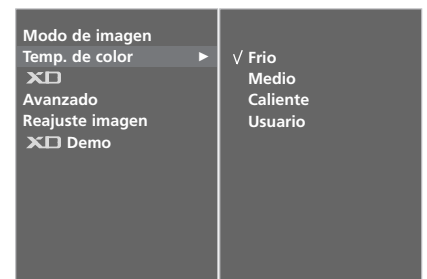 Modo de imagen
Temp. de color ►
XD
Avanzado
Reajuste imagen
XD Demo
√ Frio
Medio
Caliente
Usuario